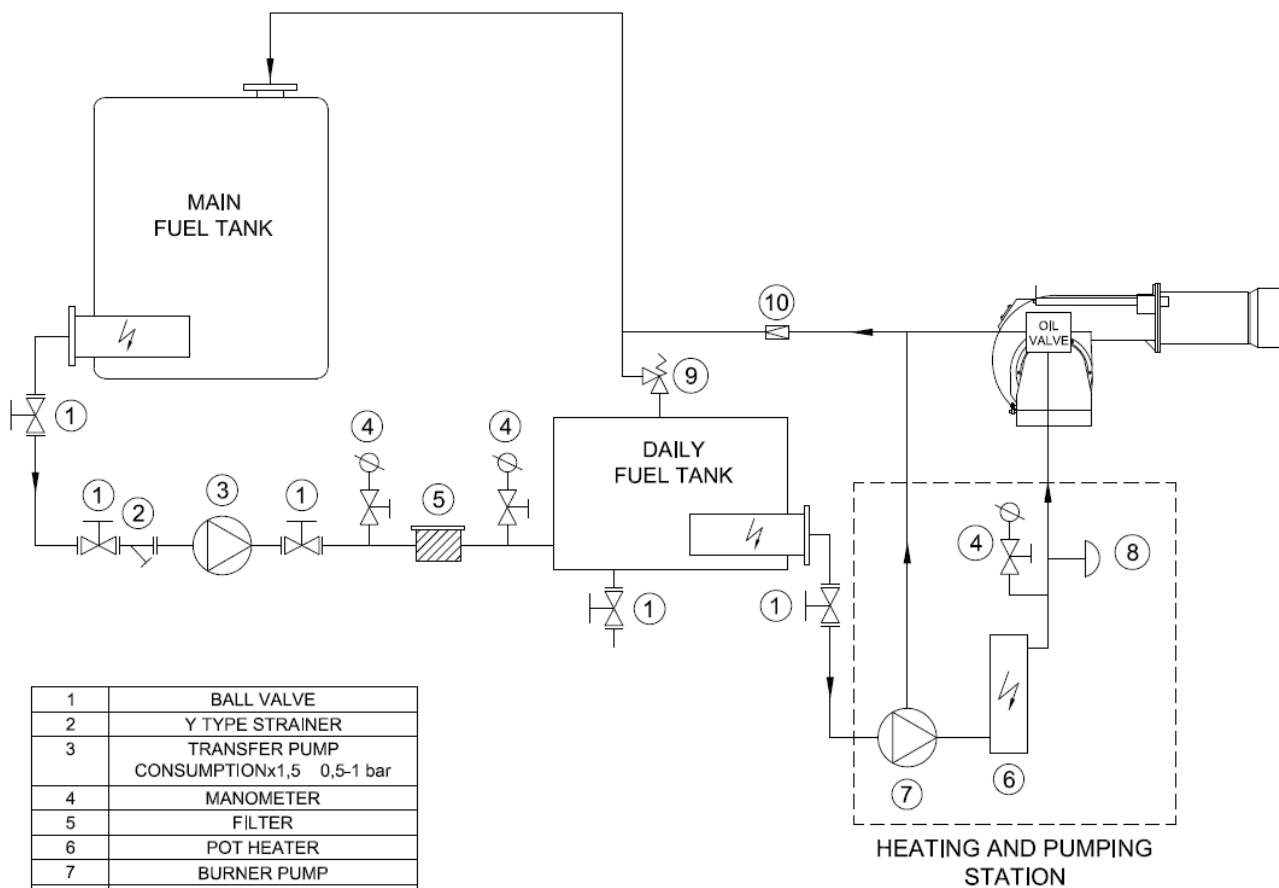 MAIN
FUEL TANK
10
OIL
VALVE
9
1
4
4
DAILY
FUEL TANK
1
2
3
1
5
4
8
1
1
7
6
HEATING AND PUMPING
STATION
1 BALL VALVE
2 Y TYPE STRAINER
3 TRANSFER PUMP
CONSUMPTIONx1,5 0,5-1 bar
4 MANOMETER
5 FILTER
6 POT HEATER
7 BURNER PUMP